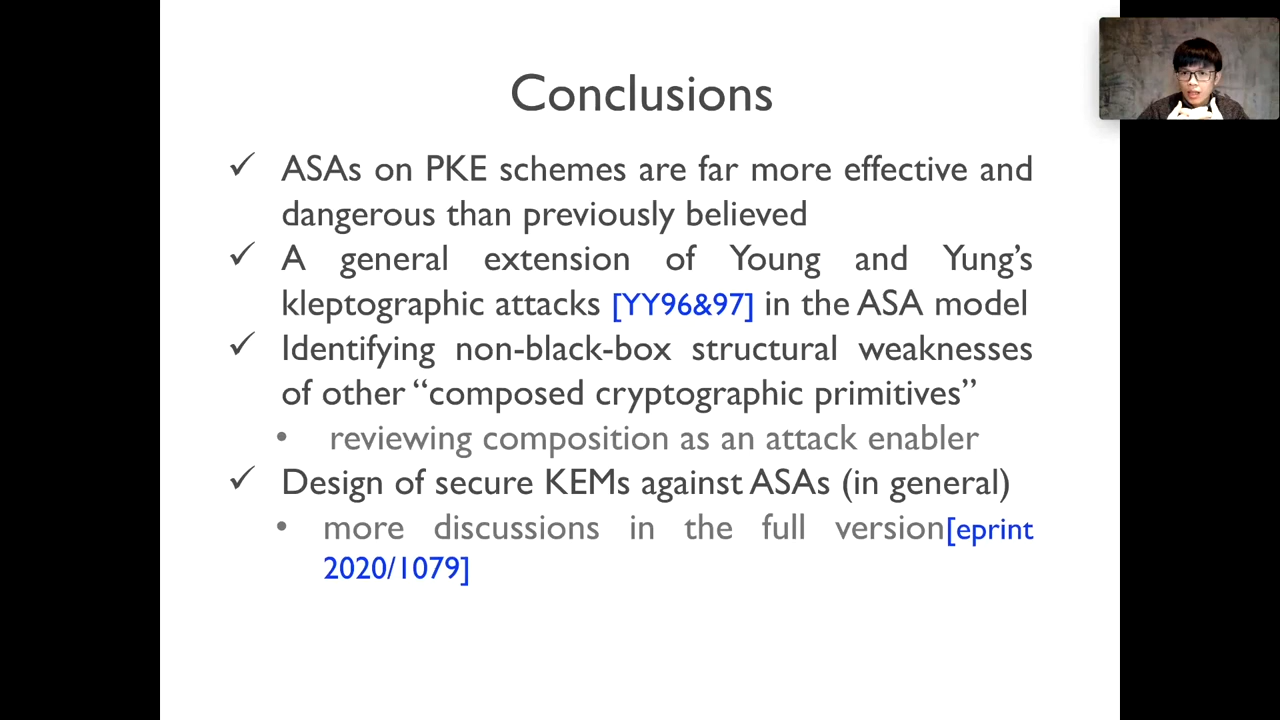 Conclusions
✓ ASAs on PKE schemes are far more effective and
dangerous than previously believed
✓ A general extension of Young and Yung’s
kleptographic attacks [YY96&97] in the ASA model
✓ Identifying non-black-box structural weaknesses
of other “composed cryptographic primitives”
• reviewing composition as an attack enabler
✓ Design of secure KEMs against ASAs (in general)
• more discussions in the full version[eprint
2020/1079]